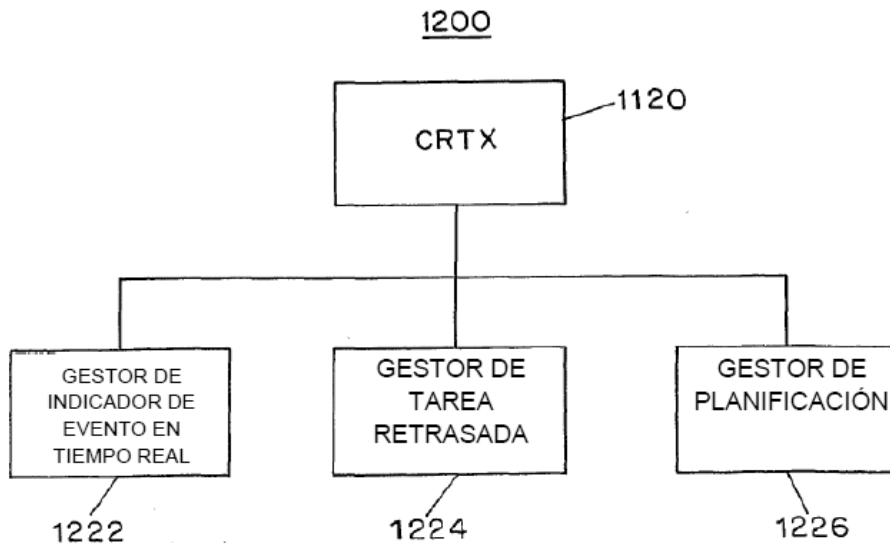 1200
CRTX
1120
GESTOR DE
INDICADOR DE
EVENTO EN
TIEMPO REAL
GESTOR DE
TAREA
RETRASADA
GESTOR DE
PLANIFICACIÓN
1222
1224
1226